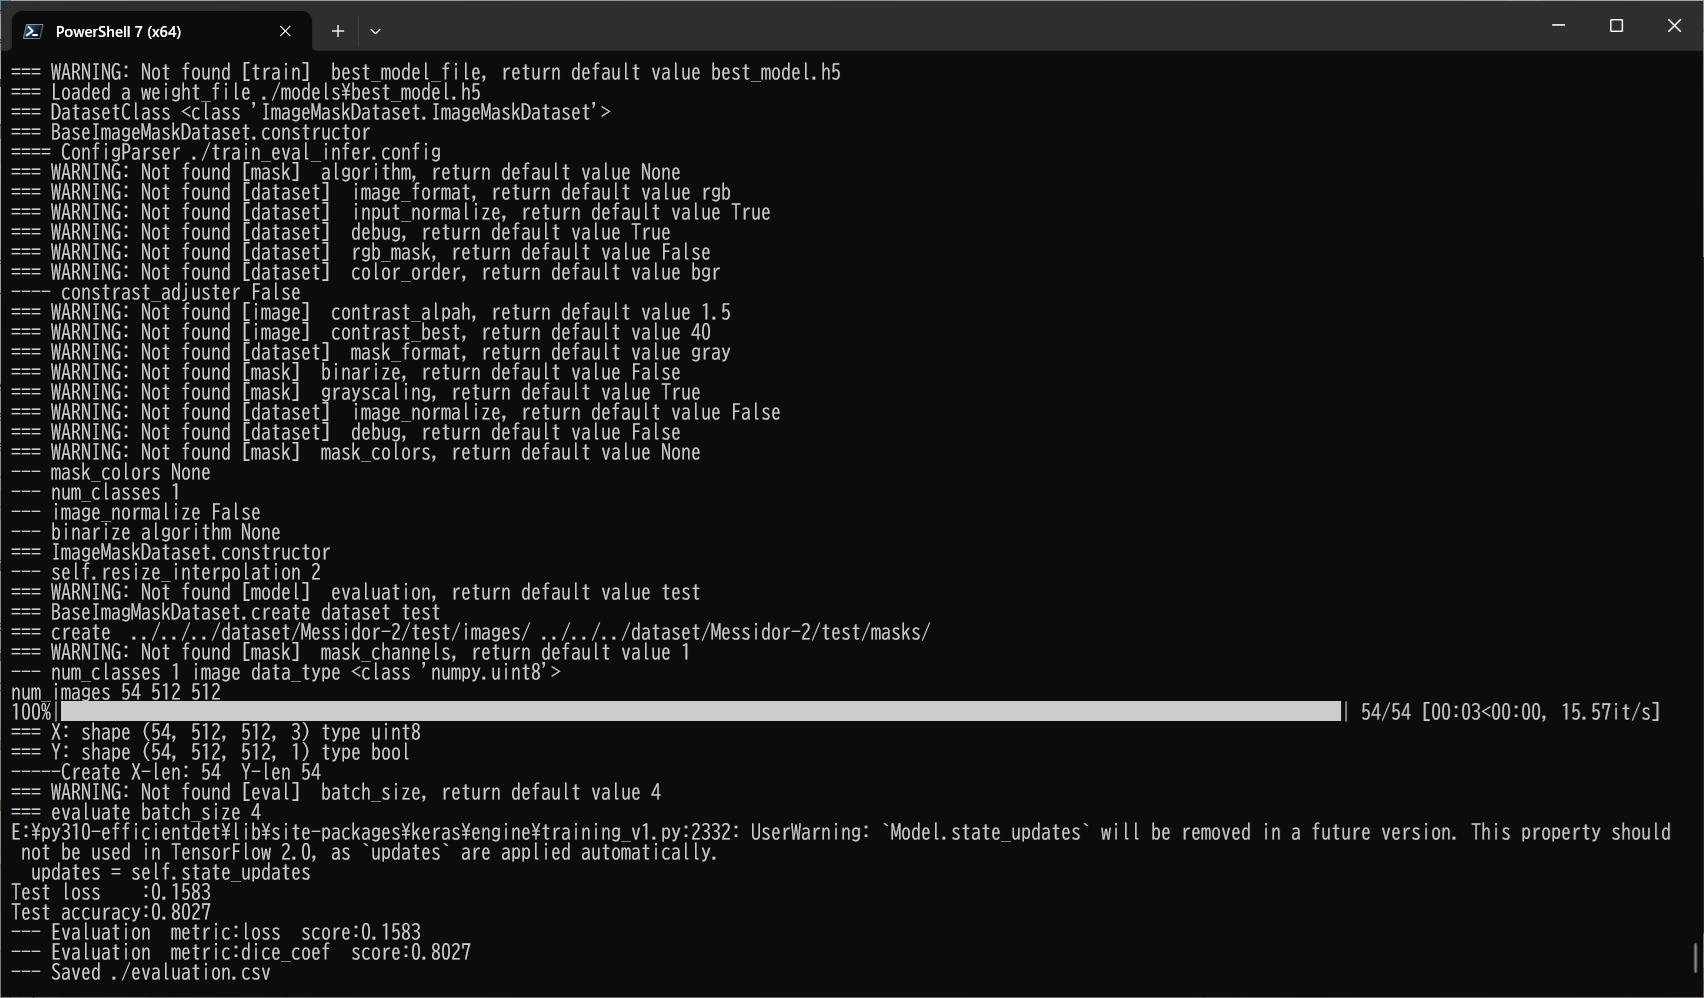 PowerShell 7 (x64)
=== WARNING: Not found [train]  best_model_file, return default value best_model.h5
=== Loaded a weight_file ./models¥best_model.h5
=== DatasetClass <class 'ImageMaskDataset.ImageMaskDataset'>
=== BaseImageMaskDataset.constructor
==== ConfigParser ./train_eval_infer.config
=== WARNING: Not found [mask]  algorithm, return default value None
=== WARNING: Not found [dataset]  image_format, return default value rgb
=== WARNING: Not found [dataset]  input_normalize, return default value True
=== WARNING: Not found [dataset]  debug, return default value True
=== WARNING: Not found [dataset]  rgb_mask, return default value False
=== WARNING: Not found [dataset]  color_order, return default value bgr
---- constrast_adjuster False
=== WARNING: Not found [image]  contrast_alpah, return default value 1.5
=== WARNING: Not found [image]  contrast_best, return default value 40
=== WARNING: Not found [dataset]  mask_format, return default value gray
=== WARNING: Not found [mask]  binarize, return default value False
=== WARNING: Not found [mask]  grayscaling, return default value True
=== WARNING: Not found [dataset]  image_normalize, return default value False
=== WARNING: Not found [dataset]  debug, return default value False
=== WARNING: Not found [mask]  mask_colors, return default value None
--- mask_colors None
--- num_classes 1
--- image_normalize False
--- binarize algorithm None
=== ImageMaskDataset.constructor
--- self.resize_interpolation 2
=== WARNING: Not found [model]  evaluation, return default value test
=== BaseImagMaskDataset.create dataset test
=== create  ../../../dataset/Messidor-2/test/images/ ../../../dataset/Messidor-2/test/masks/
=== WARNING: Not found [mask]  mask_channels, return default value 1
--- num_classes 1 image data_type <class 'numpy.uint8'>
num_images 54 512 512
100%| | 54/54 [00:03<00:00, 15.57it/s]
=== X: shape (54, 512, 512, 3) type uint8
=== Y: shape (54, 512, 512, 1) type bool
-----Create X-len: 54  Y-len 54
=== WARNING: Not found [eval]  batch_size, return default value 4
=== evaluate batch_size 4
E:¥py310-efficientdet¥lib¥site-packages¥keras¥engine¥training_v1.py:2332: UserWarning: `Model.state_updates` will be removed in a future version. This property should
 not be used in TensorFlow 2.0, as `updates` are applied automatically.
  updates = self.state_updates
Test loss    :0.1583
Test accuracy:0.8027
--- Evaluation  metric:loss  score:0.1583
--- Evaluation  metric:dice_coef  score:0.8027
--- Saved ./evaluation.csv